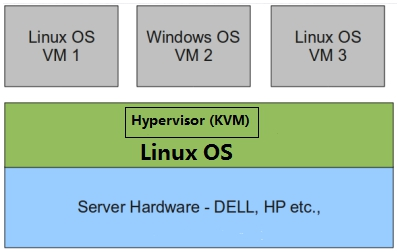 Linux OS
VM 1
Windows OS
VM 2
Linux OS
VM 3
Hypervisor (KVM)
Linux OS
Server Hardware - DELL, HP etc.,